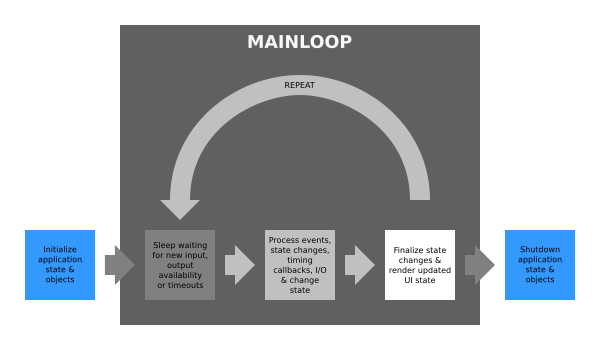 MAINLOOP
REPEAT
Initialize
application
state &
objects
Sleep waiting
for new input,
output
availability
or timeouts
Process events,
state changes,
timing
callbacks, I/O
& change
state
Finalize state
changes &
render updated
UI state
Shutdown
application
state &
objects